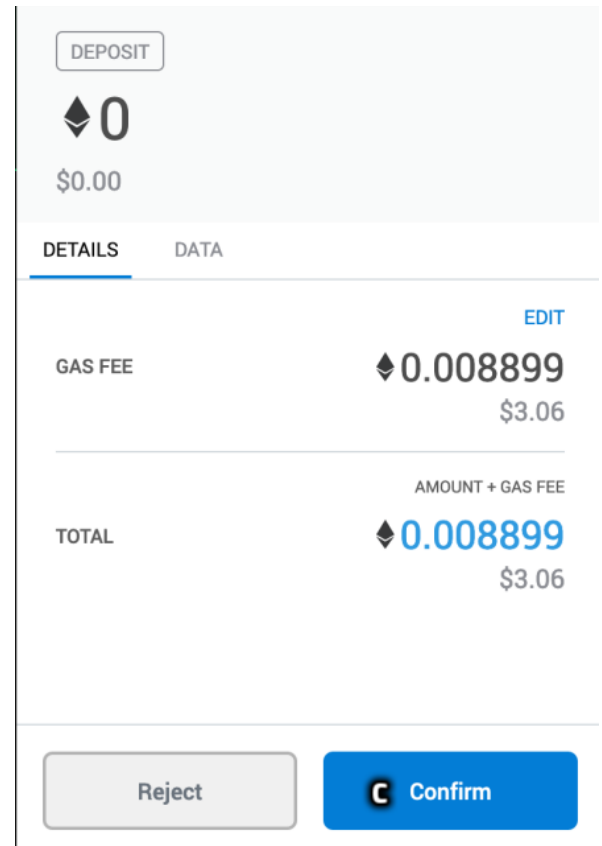 DEPOSIT
0
$0.00
DETAILS DATA
EDIT
GAS FEE 0.008899
$3.06
AMOUNT + GAS FEE
TOTAL 0.008899
$3.06
Reject C Confirm